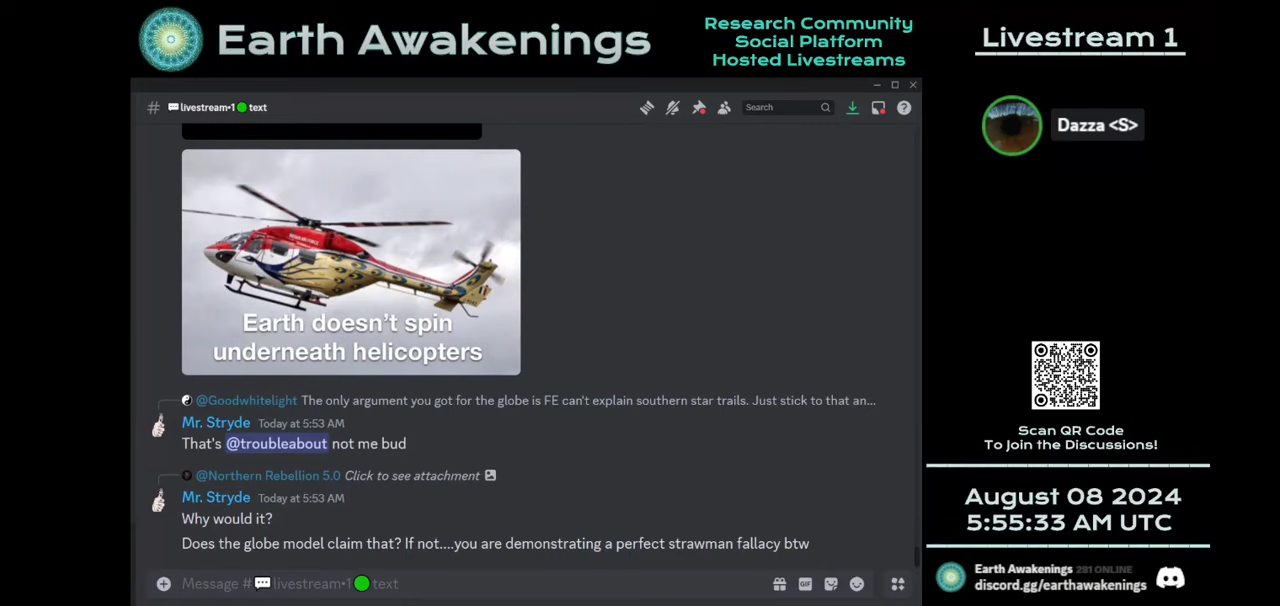 Earth Awakenings
Research Community
Social Platform
Hosted Livestreams
Livestream 1
Dazza <S>
# 💬livestream•1🟢text
Search
Earth doesn't spin
underneath helicopters
@Goodwhitelight The only argument you got for the globe is FE can't explain southern star trails. Just stick to that an...
Mr. Stryde Today at 5:53 AM
That's @troubleabout not me bud
@Northern Rebellion 5.0 Click to see attachment
Mr. Stryde Today at 5:53 AM
Why would it?
Does the globe model claim that? If not....you are demonstrating a perfect strawman fallacy btw
Message #💬livestream•1🟢text
GIF
Scan QR Code
To Join the Discussions!
August 08 2024
5:55:33 AM UTC
Earth Awakenings 281 ONLINE
discord.gg/earthawakenings